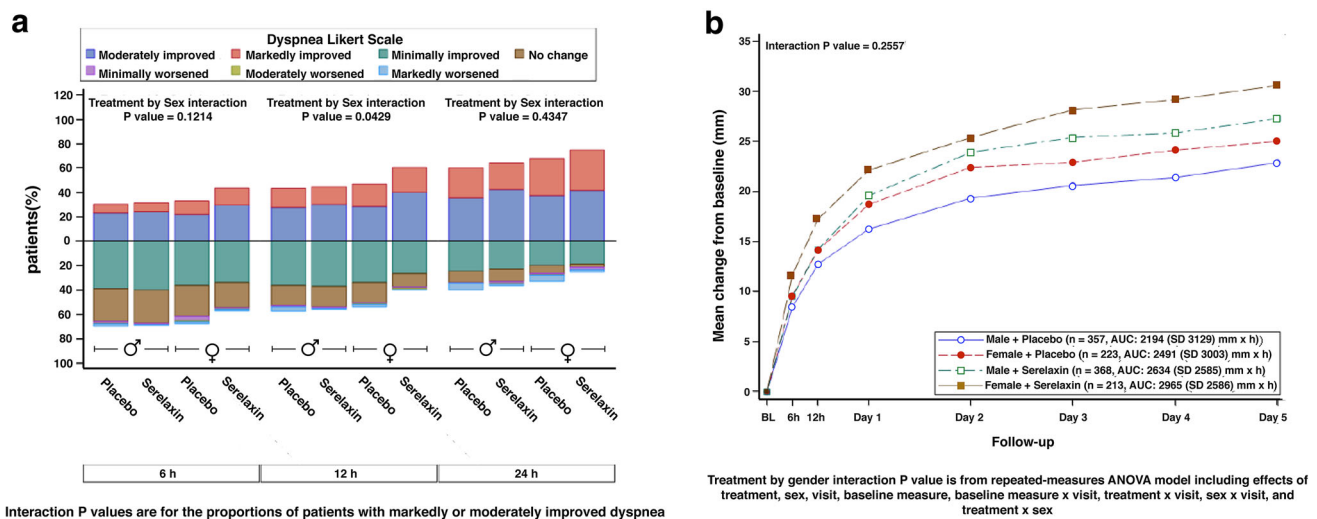 a
Dyspnea Likert Scale
Moderately improved Markedly improved Minimally improved No change
Minimally worsened Moderately worsened Markedly worsened
Treatment by Sex interaction
P value = 0.1214
Treatment by Sex interaction
P value = 0.0429
Treatment by Sex interaction
P value = 0.4347
patients(%)
120
100
80
60
40
20
0
20
40
60
80
100
♂ ♀ ♂ ♀ ♂ ♀
Placebo Serelaxin Placebo Serelaxin Placebo Serelaxin Placebo Serelaxin Placebo Serelaxin Placebo Serelaxin
6 h 12 h 24 h
Interaction P values are for the proportions of patients with markedly or moderately improved dyspnea
b
Interaction P value = 0.2557
Mean change from baseline (mm)
35
30
25
20
15
10
5
0
Male + Placebo (n = 357, AUC: 2194 (SD 3129) mm x h))
Female + Placebo (n = 223, AUC: 2491 (SD 3003) mm x h)
Male + Serelaxin (n = 368, AUC: 2634 (SD 2585) mm x h)
Female + Serelaxin (n = 213, AUC: 2965 (SD 2586) mm x h)
BL 6h 12h Day 1 Day 2 Day 3 Day 4 Day 5
Follow-up
Treatment by gender interaction P value is from repeated-measures ANOVA model including effects of
treatment, sex, visit, baseline measure, baseline measure x visit, treatment x visit, sex x visit, and
treatment x sex